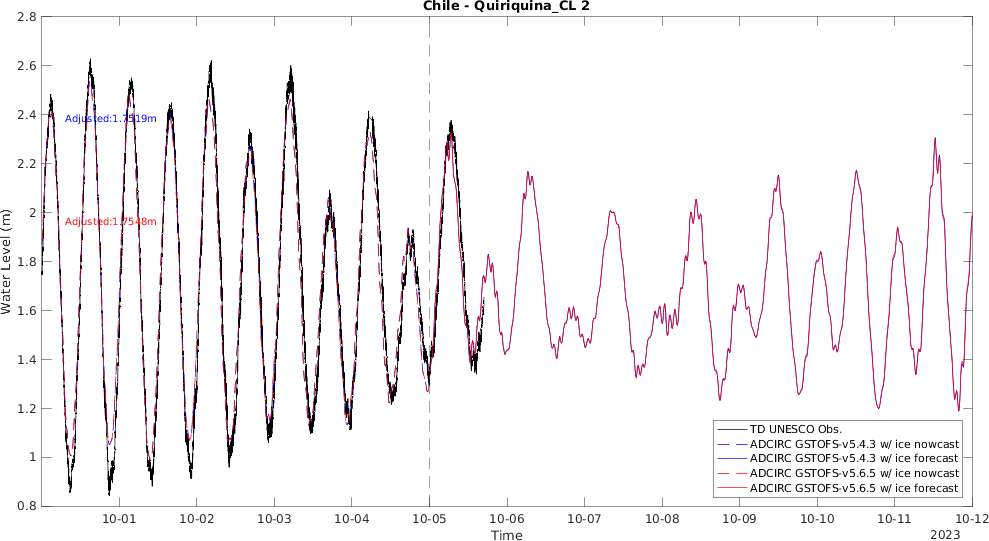 Chile - Quiriquina_CL 2
2.8
2.6
2.4
2.2
2
1.8
1.6
1.4
1.2
1
0.8
Water Level (m)
Adjusted:1.7519m
Adjusted:1.7548m
10-01
10-02
10-03
10-04
10-05
10-06
10-07
10-08
10-09
10-10
10-11
10-12
Time
2023
TD UNESCO Obs.
ADCIRC GSTOFS-v5.4.3 w/ ice nowcast
ADCIRC GSTOFS-v5.4.3 w/ ice forecast
ADCIRC GSTOFS-v5.6.5 w/ ice nowcast
ADCIRC GSTOFS-v5.6.5 w/ ice forecast